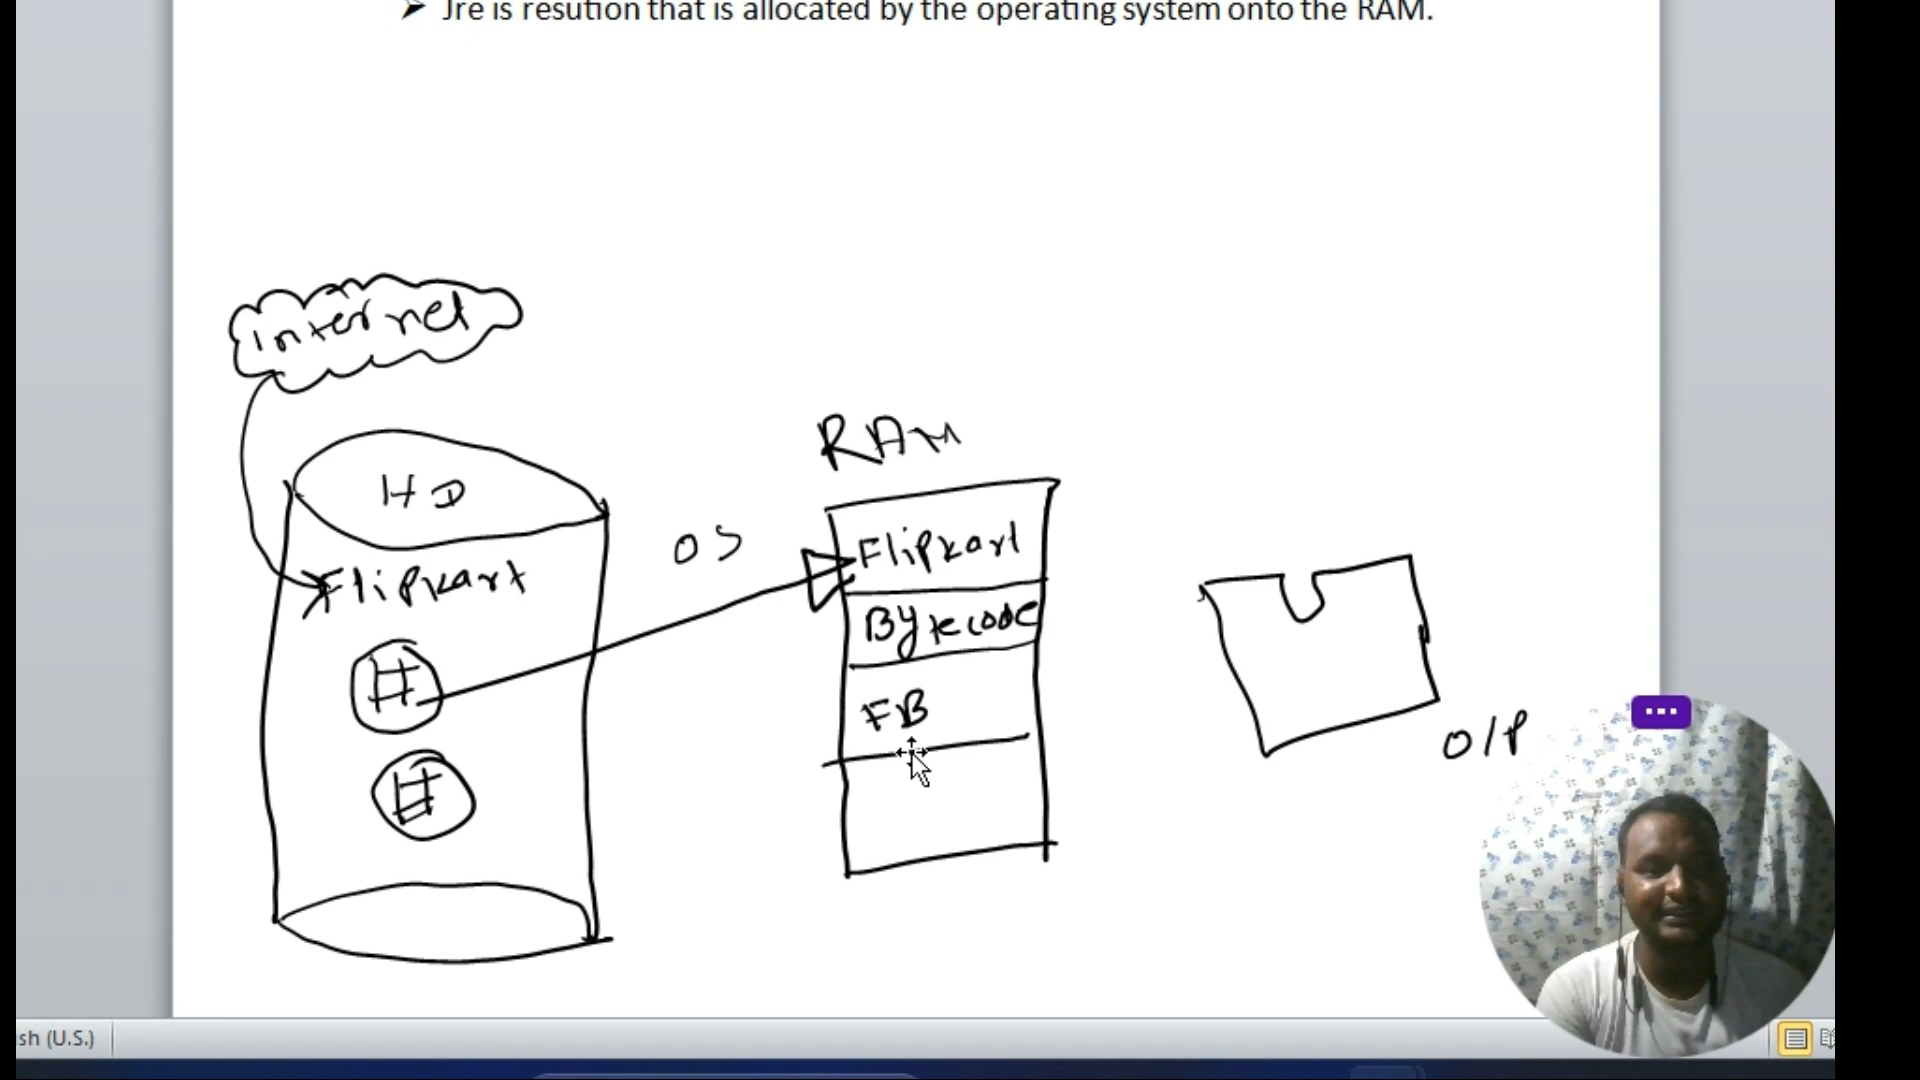 ➢ Jre is resution that is allocated by the operating system onto the RAM.
internet
HD
Flipkart
OS
RAM
Flipkart
Bytecode
FB
O/P
sh (U.S.)